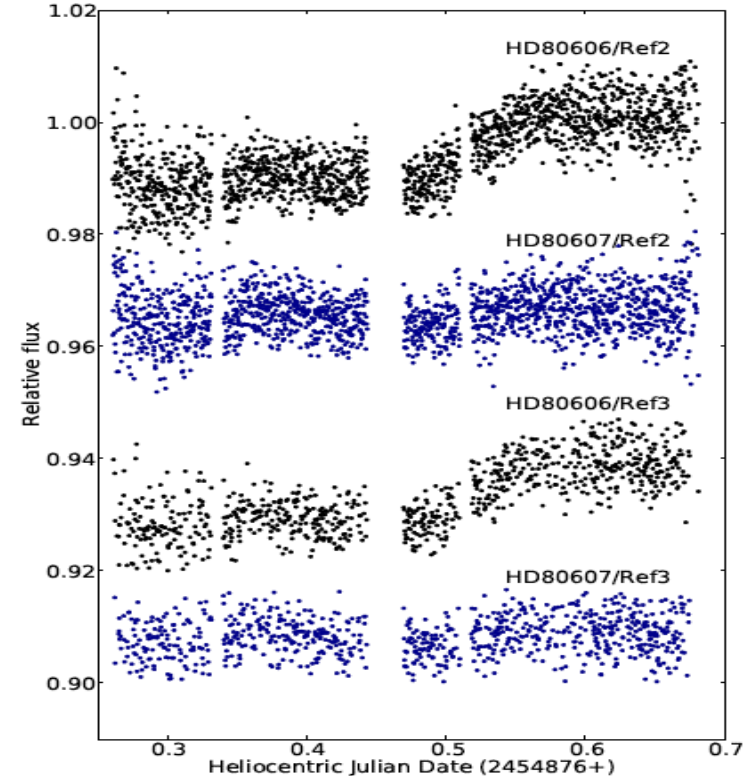 1.02
HD80606/Ref2
1.00
0.98
HD80607/Ref2
0.96
Relative flux
HD80606/Ref3
0.94
0.92
HD80607/Ref3
0.90
0.3 0.4 0.5 0.6 0.7
Heliocentric Julian Date (2454876+)